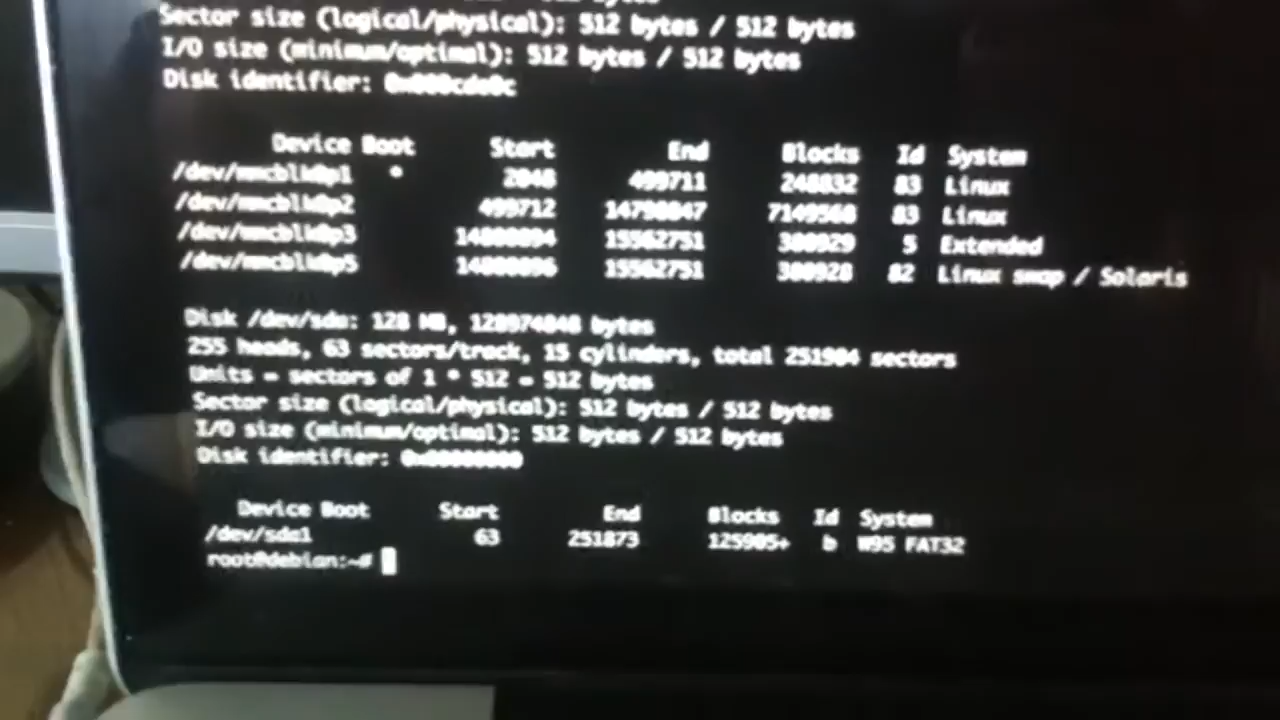 Sector size (logical/physical): 512 bytes / 512 bytes
I/O size (minimum/optimal): 512 bytes / 512 bytes
Disk identifier:
Device Boot Start End Blocks Id System
/dev/mmcblk0p1 * 2048 499711 248832 83 Linux
/dev/mmcblk0p2 499712 83 Linux
/dev/mmcblk0p3 15562751 380929 5 Extended
/dev/mmcblk0p5 15562751 380928 82 Linux swap / Solaris
Disk /dev/sda: 128 MB, bytes
255 heads, 63 sectors/track, 15 cylinders, total 251904 sectors
Units = sectors of 1 * 512 = 512 bytes
Sector size (logical/physical): 512 bytes / 512 bytes
I/O size (minimum/optimal): 512 bytes / 512 bytes
Disk identifier: 0x00000000
Device Boot Start End Blocks Id System
/dev/sda1 63 251873 125905+ b W95 FAT32
root@debian:~#